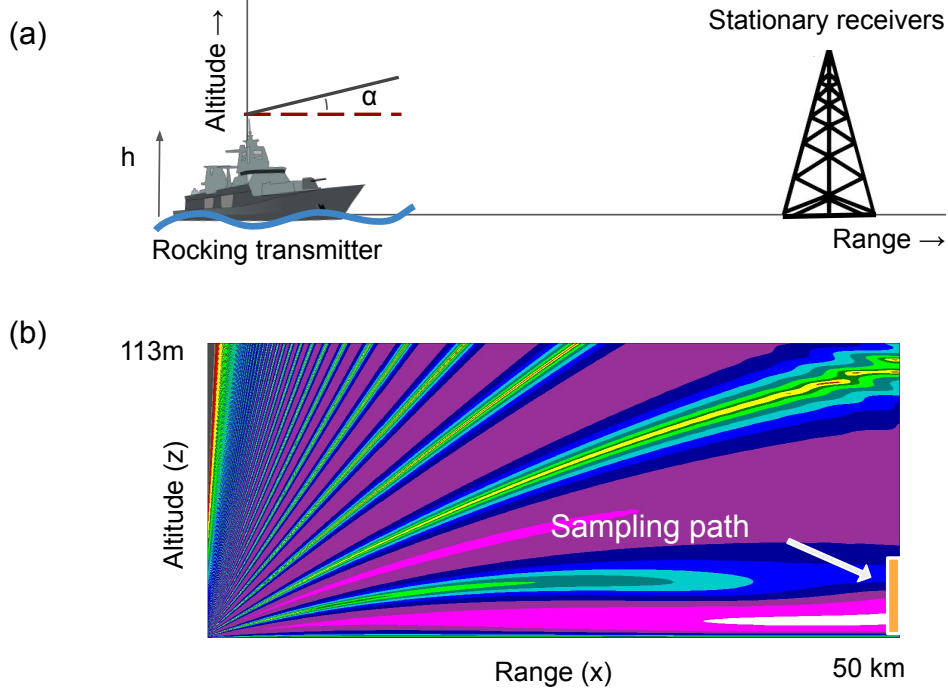 (a)
Stationary receivers
Altitude →
α
h
Rocking transmitter
Range →
(b)
113m
Altitude (z)
Sampling path
Range (x)
50 km